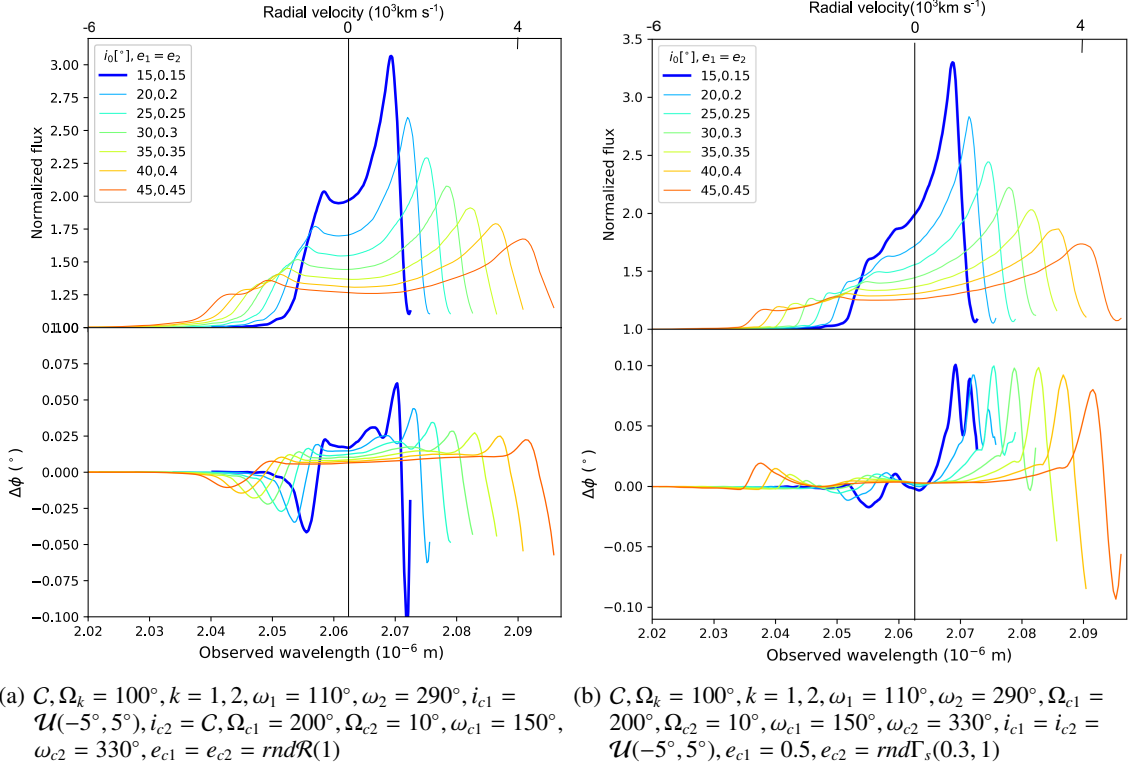 Radial velocity(10³km s⁻¹)
-6 0 4
3.00
2.75
2.50
2.25
2.00
1.75
1.50
1.25
Normalized flux
i₀[°], e₁ = e₂
15,0.15
20,0.2
25,0.25
30,0.3
35,0.35
40,0.4
45,0.45
0.075
0.050
0.025
0.000
−0.025
−0.050
−0.075
−0.100
Δϕ (°)
2.02 2.03 2.04 2.05 2.06 2.07 2.08 2.09
Observed wavelength (10⁻⁶ m)
(a) C, Ωₖ = 100°, k = 1, 2, ω₁ = 110°, ω₂ = 290°, i_c1 =
U(−5°, 5°), i_c2 = C, Ω_c1 = 200°, Ω_c2 = 10°, ω_c1 = 150°,
ω_c2 = 330°, e_c1 = e_c2 = rndR(1)
Radial velocity(10³km s⁻¹)
-6 0 4
3.5
3.0
2.5
2.0
1.5
1.0
Normalized flux
i₀[°], e₁ = e₂
15,0.15
20,0.2
25,0.25
30,0.3
35,0.35
40,0.4
45,0.45
0.10
0.05
0.00
−0.05
−0.10
Δϕ (°)
2.02 2.03 2.04 2.05 2.06 2.07 2.08 2.09
Observed wavelength (10⁻⁶ m)
(b) C, Ωₖ = 100°, k = 1, 2, ω₁ = 110°, ω₂ = 290°, Ω_c1 =
200°, Ω_c2 = 10°, ω_c1 = 150°, ω_c2 = 330°, i_c1 = i_c2 =
U(−5°, 5°), e_c1 = 0.5, e_c2 = rndΓₛ(0.3, 1)